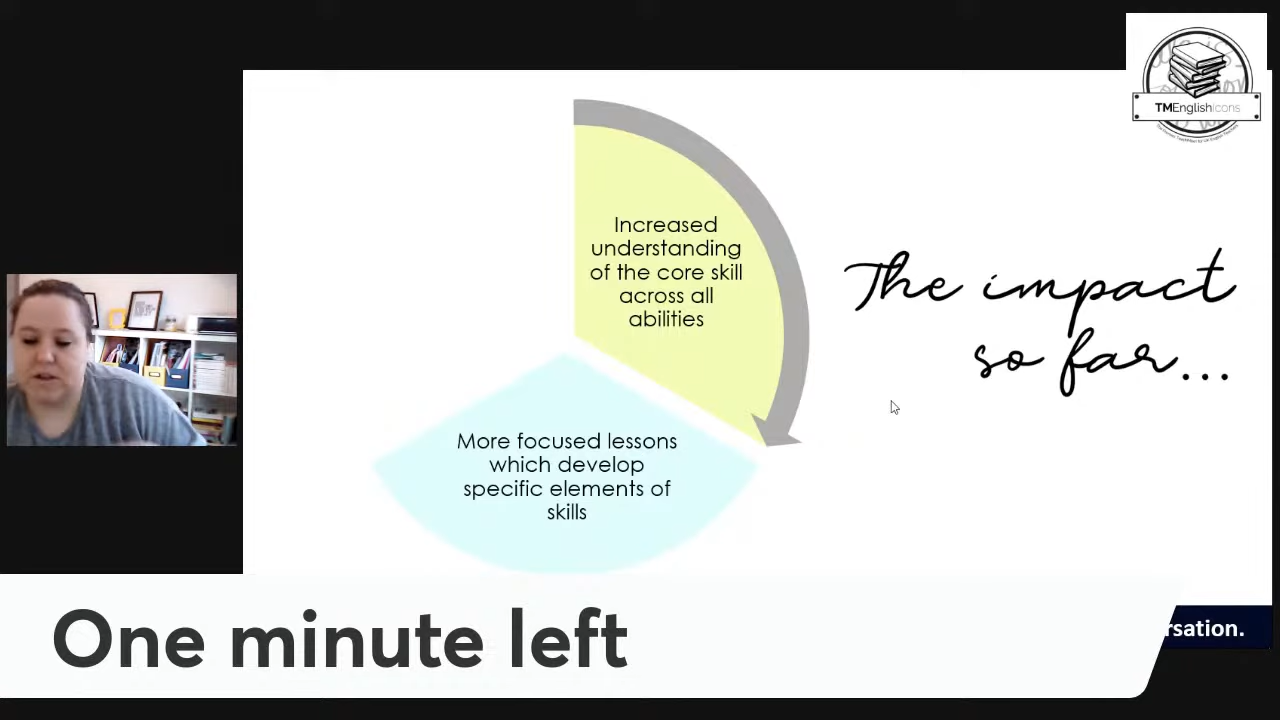 TMEnglishicons
Increased
understanding
of the core skill
across all
abilities
The impact
so far...
More focused lessons
which develop
specific elements of
skills
rsation.
One minute left